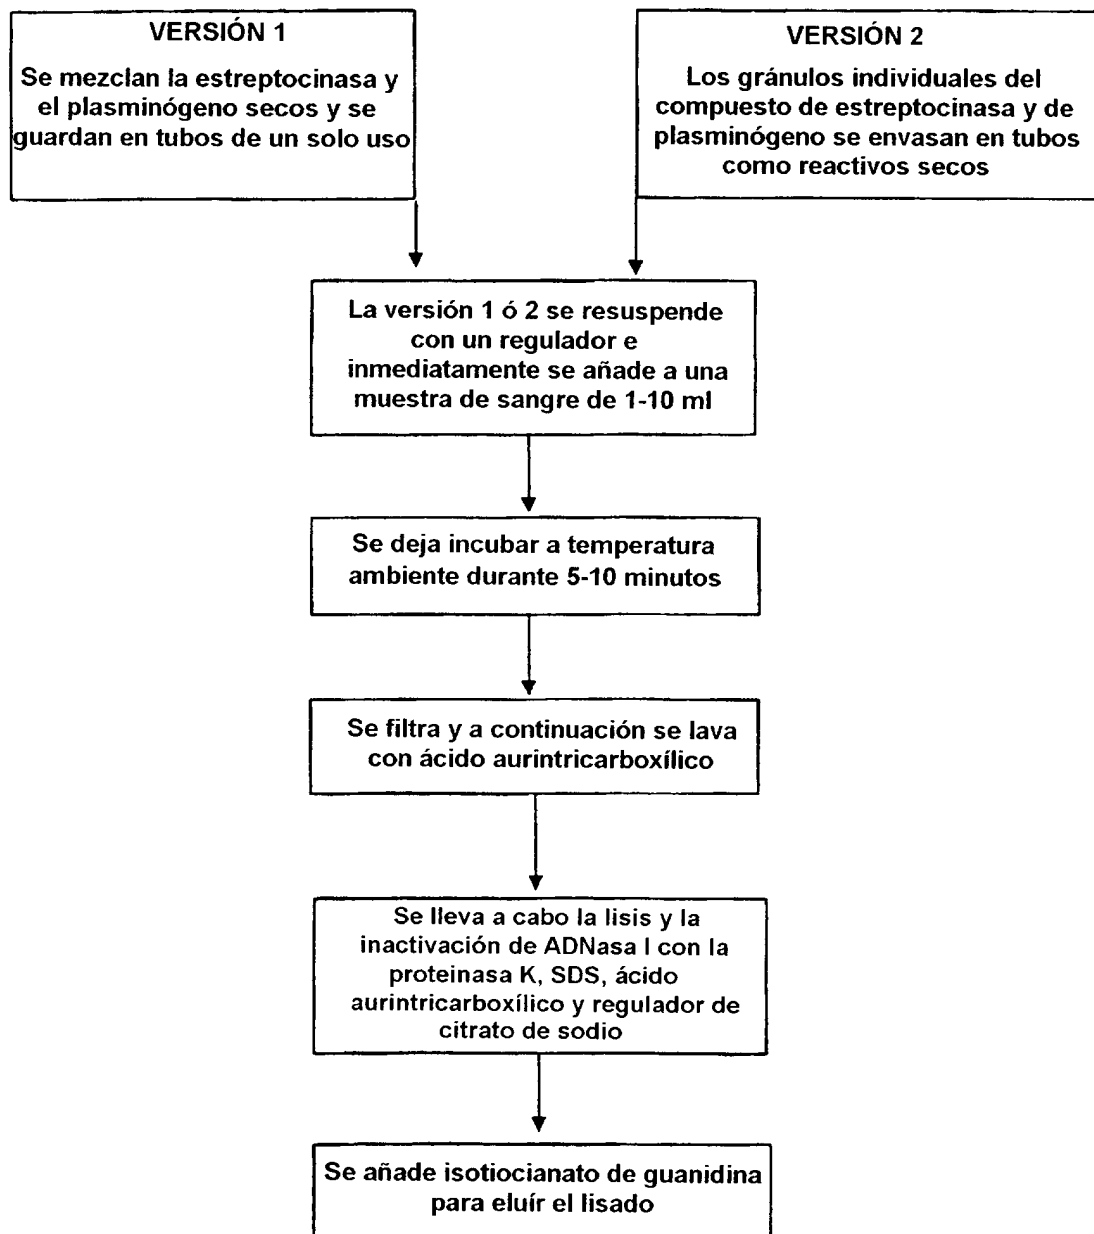 VERSIÓN 1
Se mezclan la estreptocinasa y
el plasminógeno secos y se
guardan en tubos de un solo uso
VERSIÓN 2
Los gránulos individuales del
compuesto de estreptocinasa y de
plasminógeno se envasan en tubos
como reactivos secos
La versión 1 ó 2 se resuspende
con un regulador e
inmediatamente se añade a una
muestra de sangre de 1-10 ml
Se deja incubar a temperatura
ambiente durante 5-10 minutos
Se filtra y a continuación se lava
con ácido aurintricarboxílico
Se lleva a cabo la lisis y la
inactivación de ADNasa I con la
proteinasa K, SDS, ácido
aurintricarboxílico y regulador de
citrato de sodio
Se añade isotiocianato de guanidina
para eluír el lisado